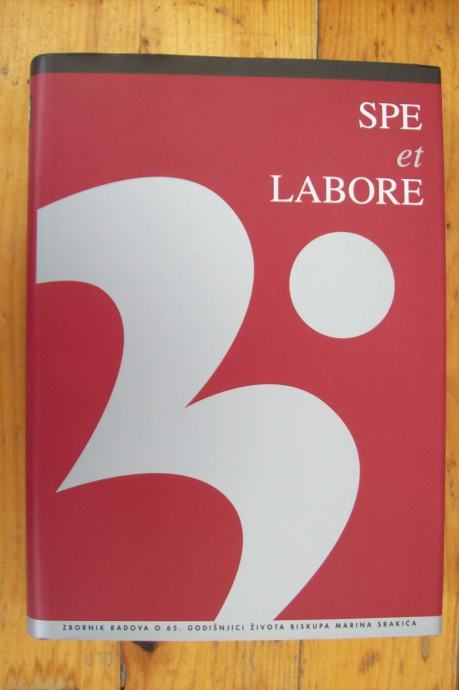 SPE
et
LABORE
ZBORNIK RADOVA O 65. GODIŠNJICI ŽIVOTA BISKUPA MARINA SRAKIĆA